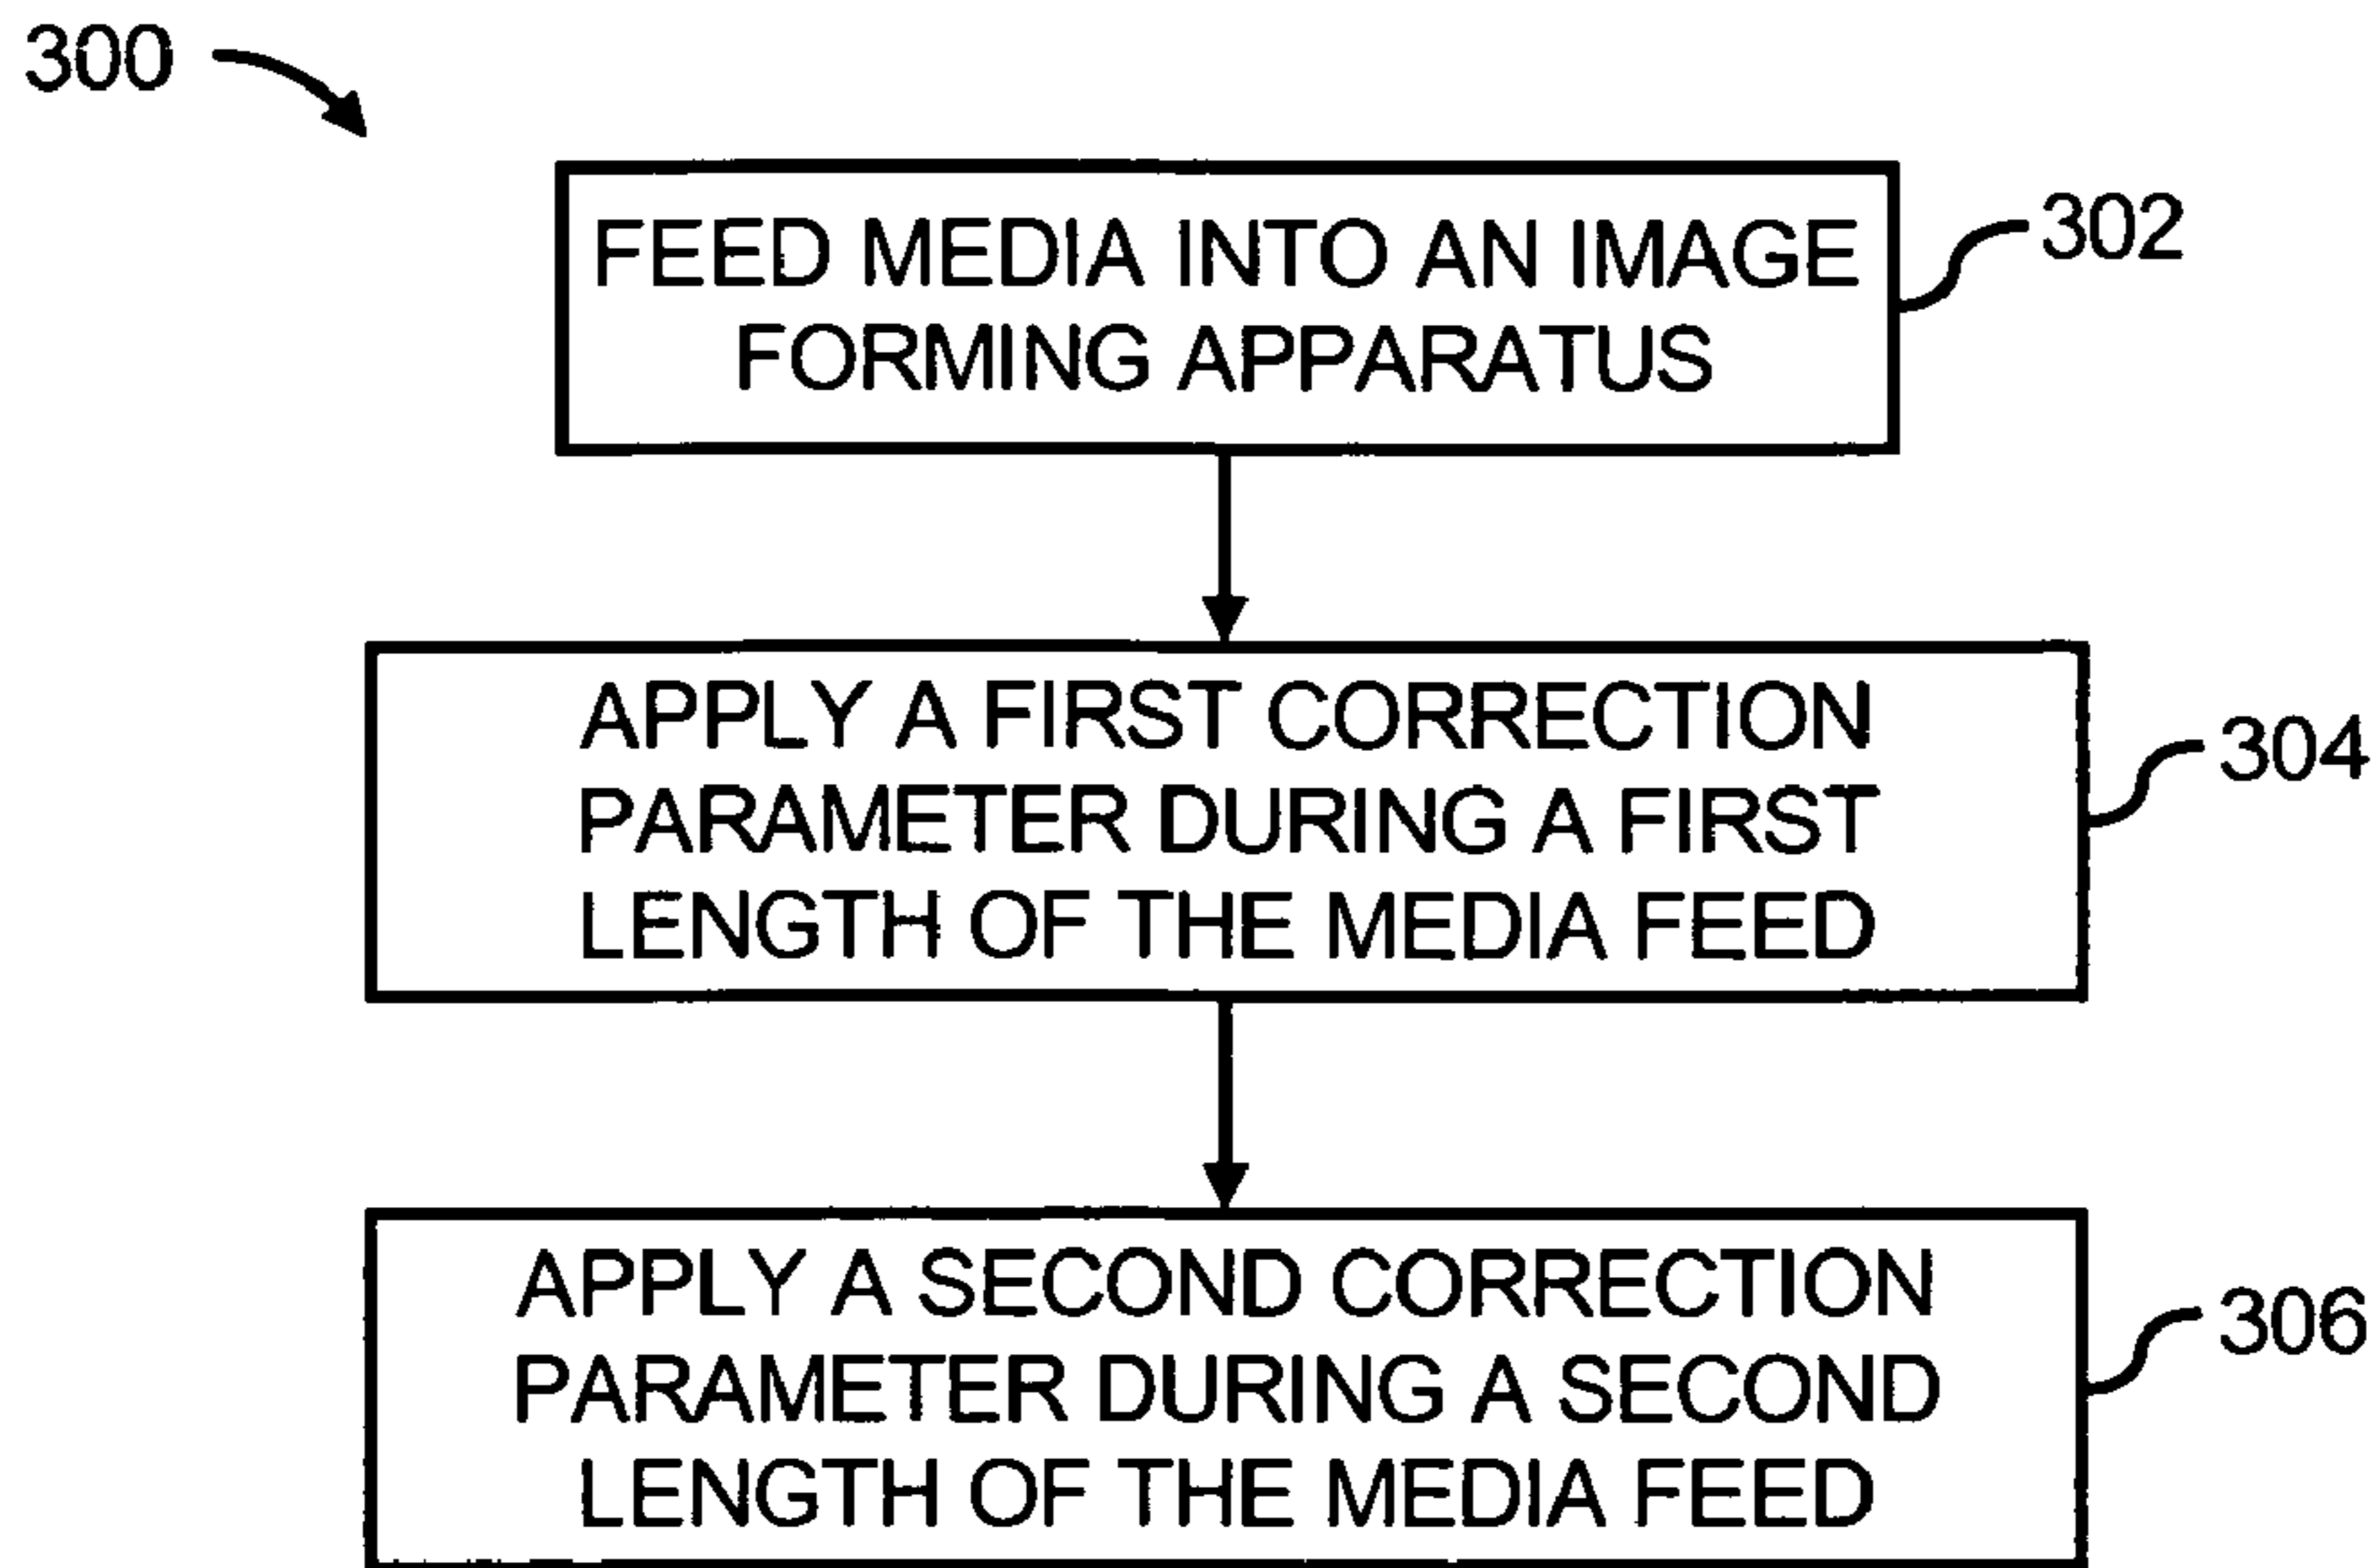 300
FEED MEDIA INTO AN IMAGE
FORMING APPARATUS
302
APPLY A FIRST CORRECTION
PARAMETER DURING A FIRST
LENGTH OF THE MEDIA FEED
304
APPLY A SECOND CORRECTION
PARAMETER DURING A SECOND
LENGTH OF THE MEDIA FEED
306